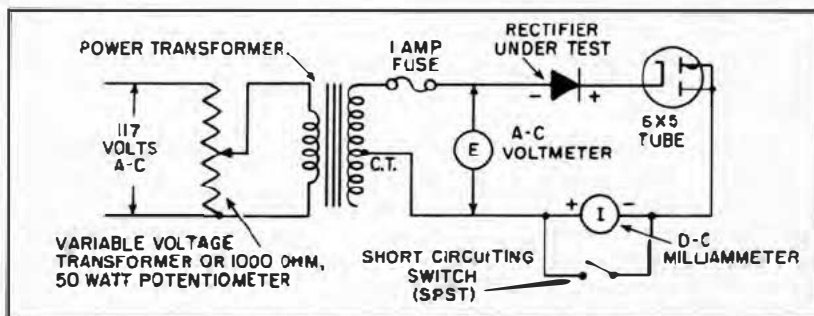 POWER TRANSFORMER
1 AMP
FUSE
RECTIFIER
UNDER TEST
- +
6X5
TUBE
117
VOLTS
A-C
C.T.
E
A-C
VOLTMETER
+ I -
D-C
MILLIAMMETER
VARIABLE VOLTAGE
TRANSFORMER OR 1000 OHM,
50 WATT POTENTIOMETER
SHORT CIRCUITING
SWITCH
(SPST)